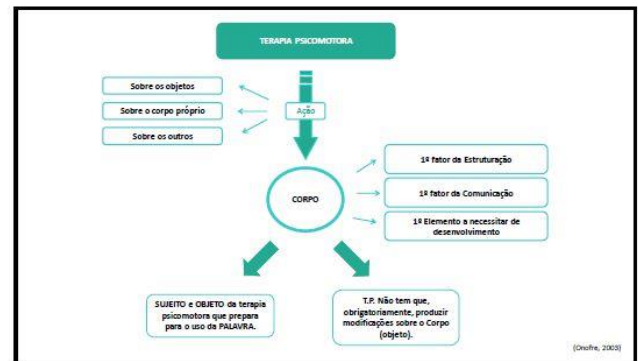 TERAPIA PSICOMOTORA
Sobre os objetos
Sobre o corpo próprio
Sobre os outros
Ação
CORPO
1º fator da Estruturação
1º fator da Comunicação
1º Elemento a necessitar de
desenvolvimento
SUJEITO e OBJETO da terapia
psicomotora que prepara
para o uso da PALAVRA.
T.P. Não tem que,
obrigatoriamente, produzir
modificações sobre o Corpo
(objeto).
(Onofre, 2003)